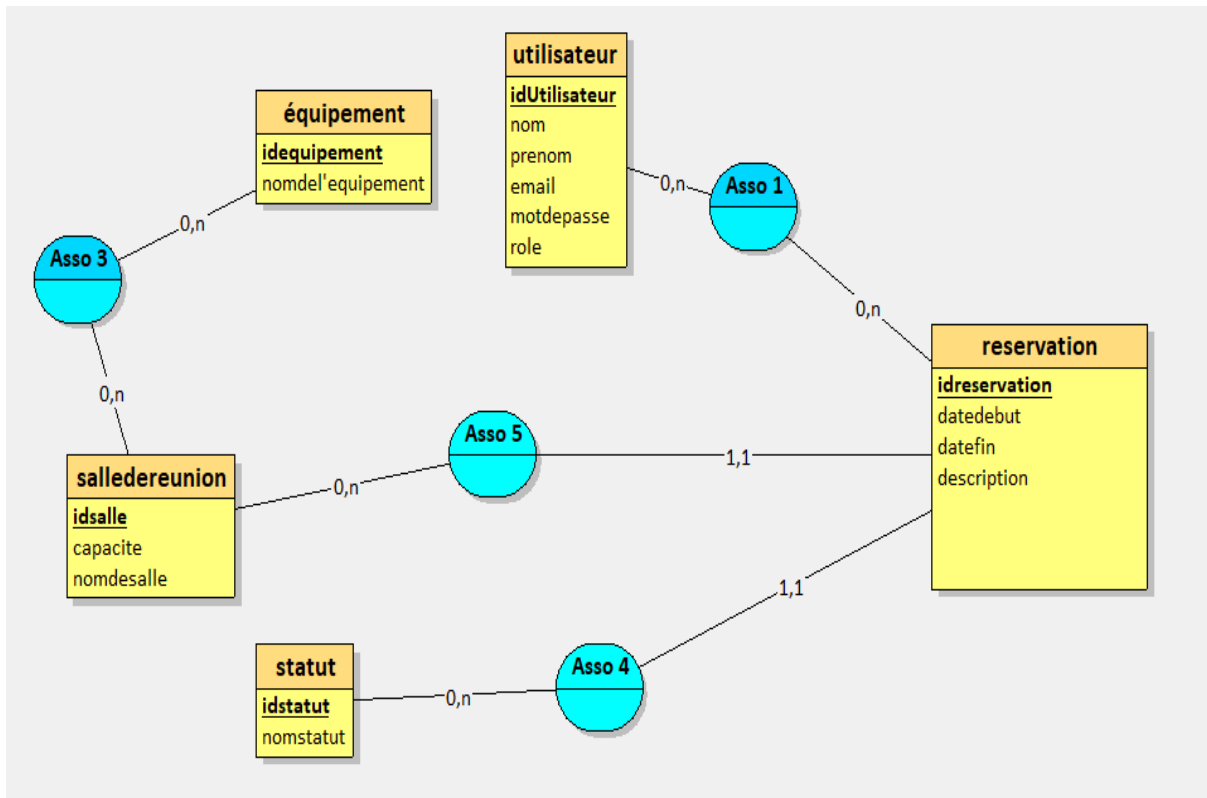 utilisateur
idUtilisateur
nom
prenom
email
motdepasse
role
équipement
idequipement
nomdel'equipement
0,n
Asso 1
0,n
Asso 3
0,n
0,n
reservation
idreservation
datedebut
datefin
description
Asso 5
1,1
0,n
salledereunion
idsalle
capacite
nomdesalle
1,1
statut
idstatut
nomstatut
Asso 4
0,n